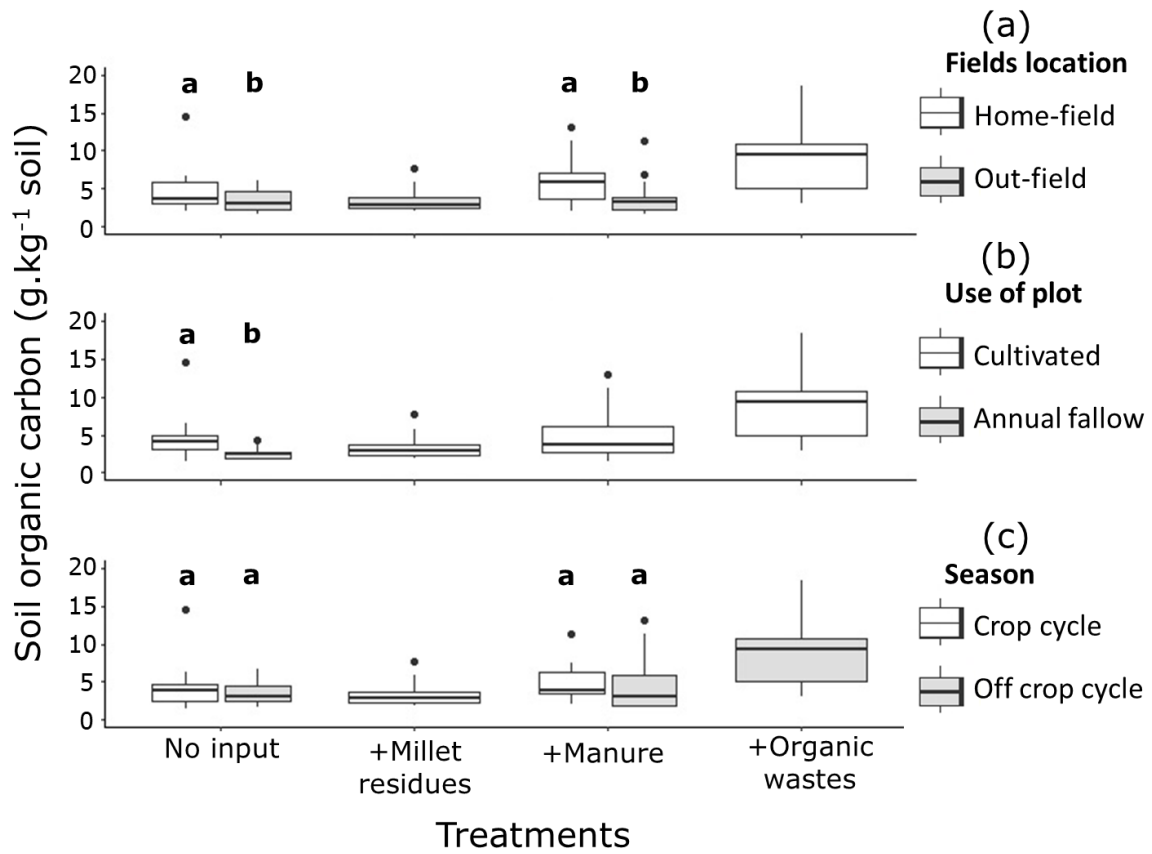 Soil organic carbon (g.kg⁻¹ soil)
(a)
Fields location
Home-field
Out-field
20
15
10
5
0
a b a b
(b)
Use of plot
Cultivated
Annual fallow
20
15
10
5
0
a b
(c)
Season
Crop cycle
Off crop cycle
20
15
10
5
0
a a a a
No input
+Millet
residues
+Manure
+Organic
wastes
Treatments